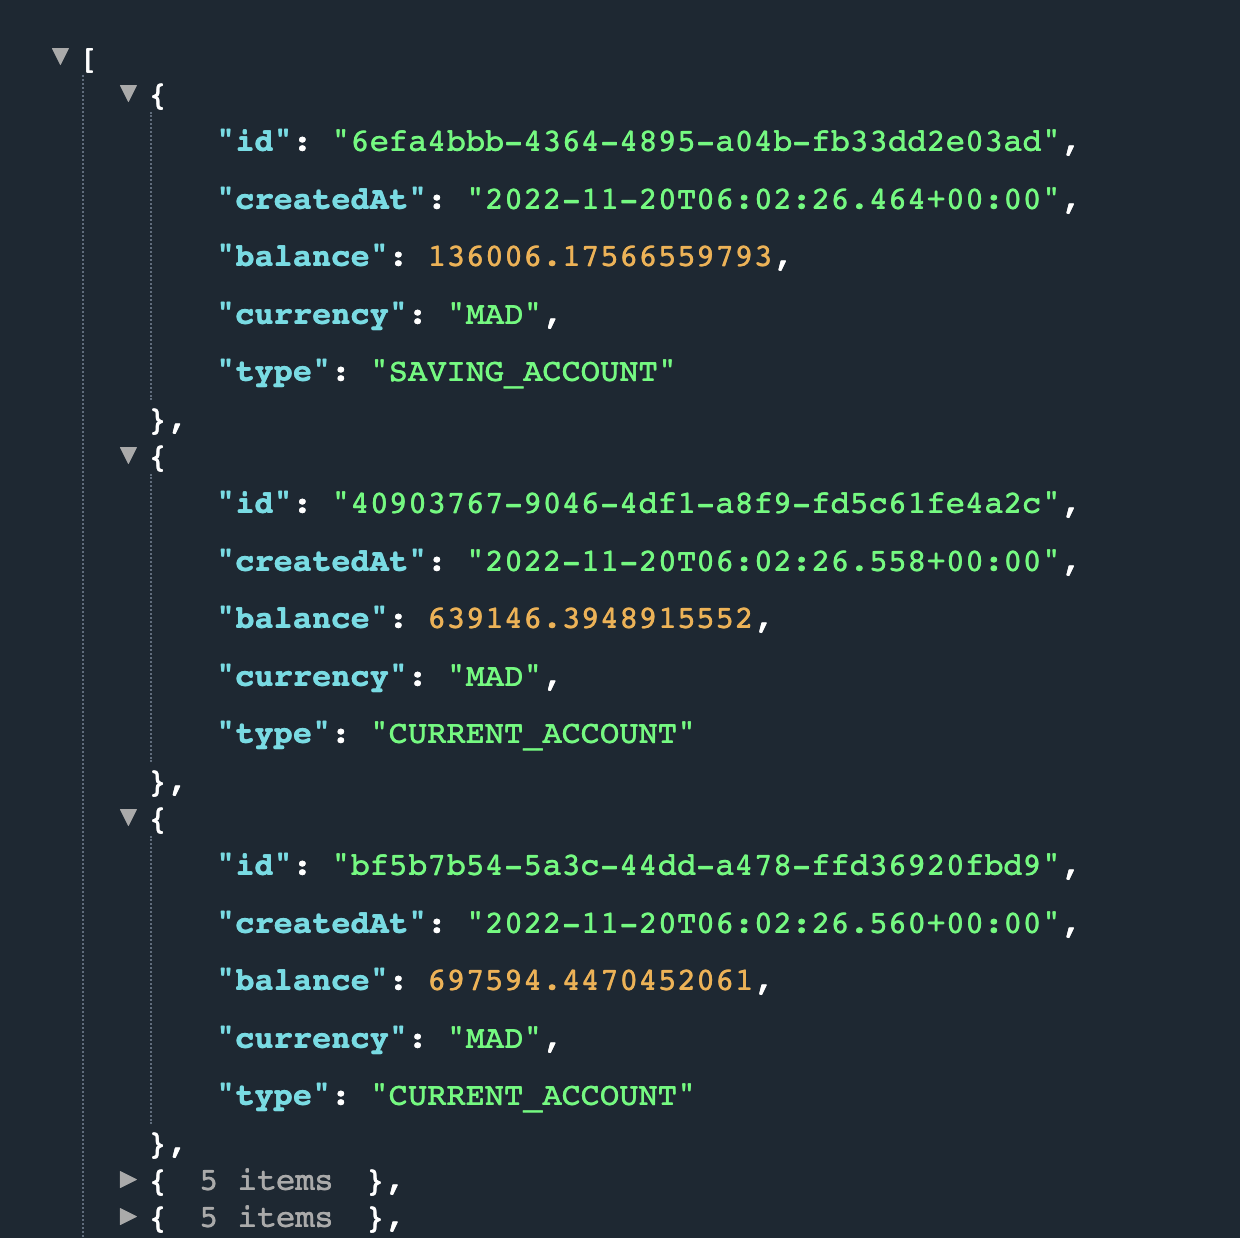 [
{
"id": "6efa4bbb-4364-4895-a04b-fb33dd2e03ad",
"createdAt": "2022-11-20T06:02:26.464+00:00",
"balance": 136006.17566559793,
"currency": "MAD",
"type": "SAVING_ACCOUNT"
},
{
"id": "40903767-9046-4df1-a8f9-fd5c61fe4a2c",
"createdAt": "2022-11-20T06:02:26.558+00:00",
"balance": 639146.3948915552,
"currency": "MAD",
"type": "CURRENT_ACCOUNT"
},
{
"id": "bf5b7b54-5a3c-44dd-a478-ffd36920fbd9",
"createdAt": "2022-11-20T06:02:26.560+00:00",
"balance": 697594.4470452061,
"currency": "MAD",
"type": "CURRENT_ACCOUNT"
},
{ 5 items },
{ 5 items },